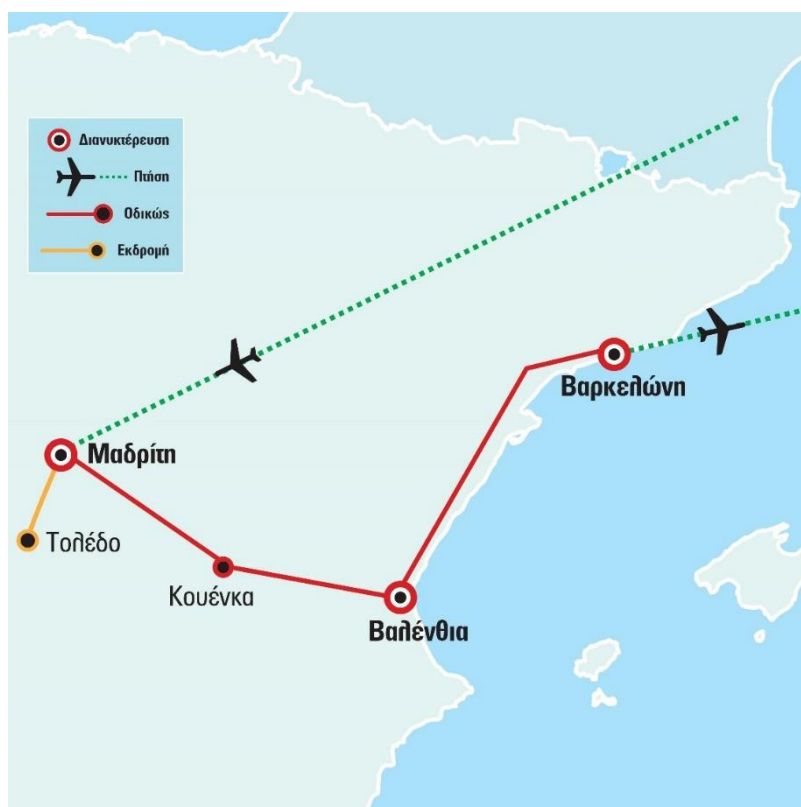 Διανυκτέρευση
Πτήση
Οδικώς
Εκδρομή
Βαρκελώνη
Μαδρίτη
Τολέδο
Κουένκα
Βαλένθια